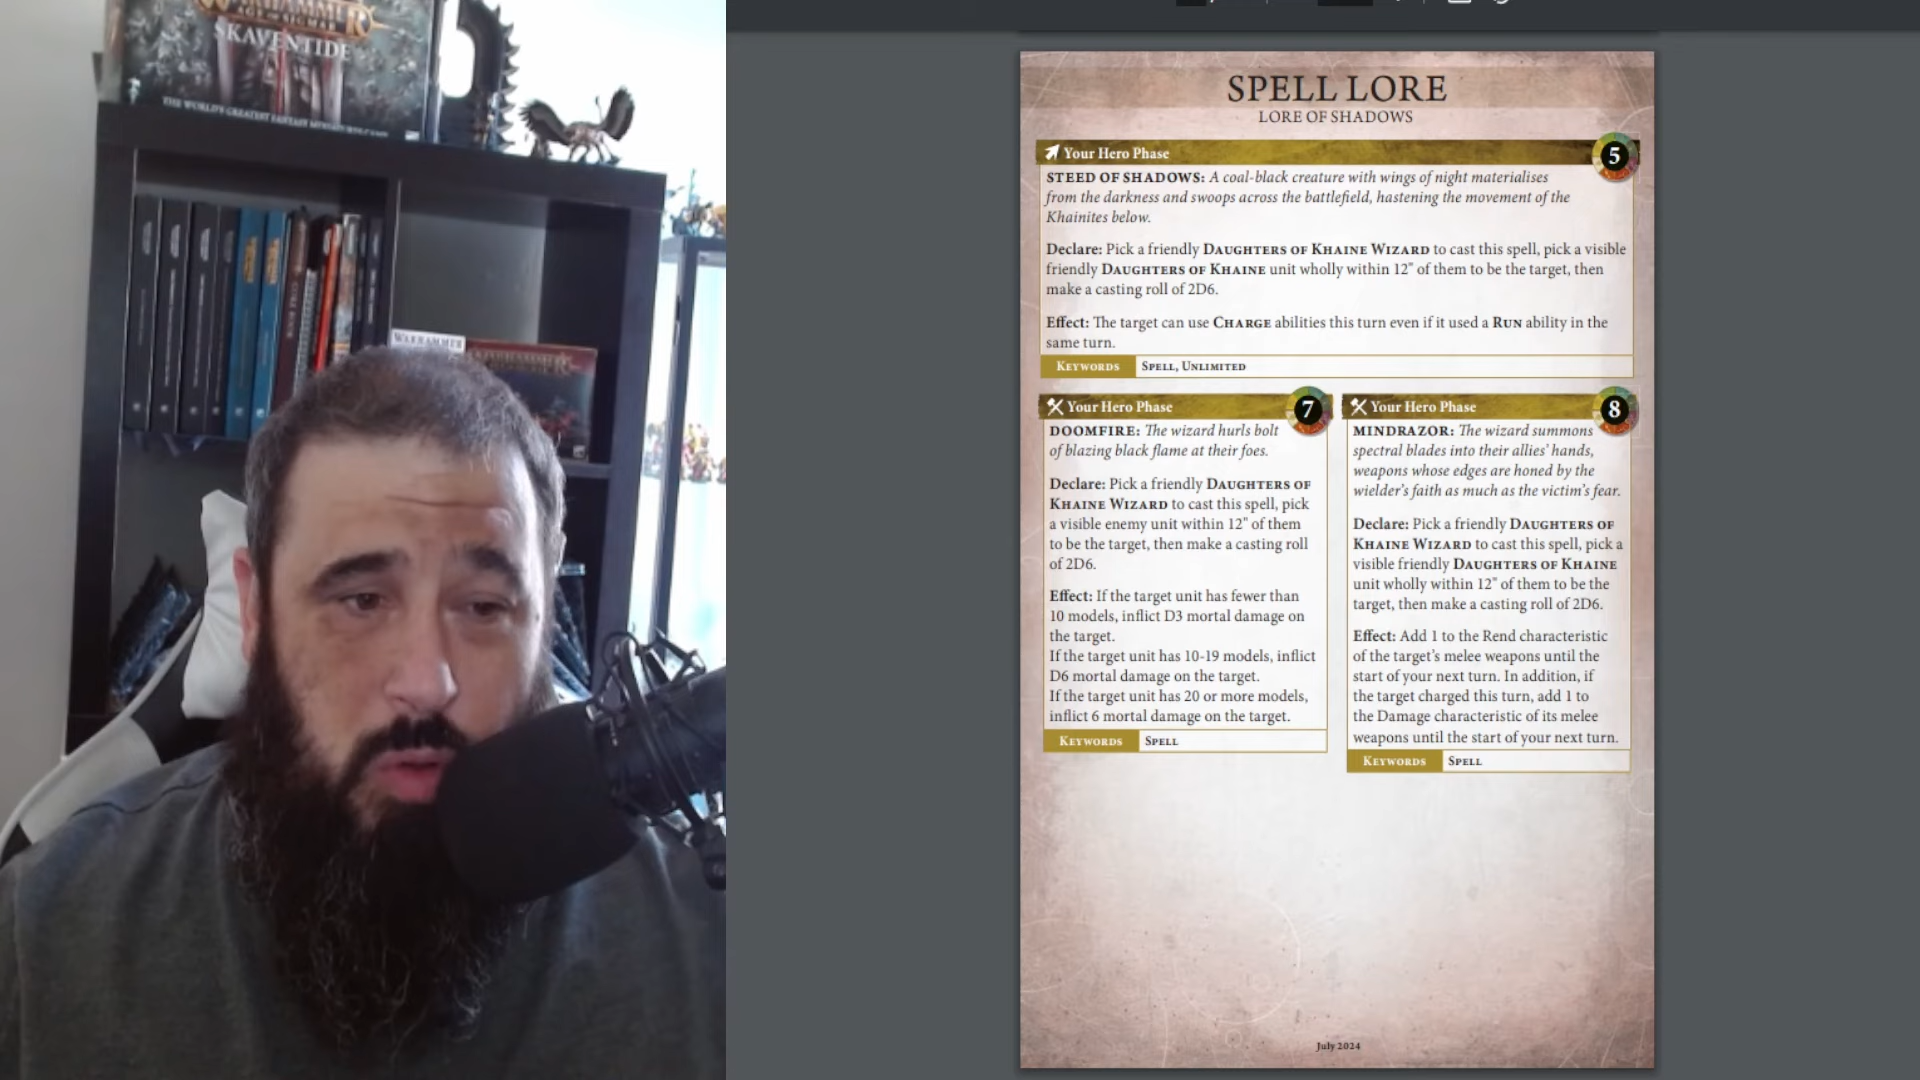 WARHAMMER
AGE OF SIGMAR
SKAVENTIDE
THE WORLD'S GREATEST FANTASY MINIATURES GAME
WARHAMMER
SPELL LORE
LORE OF SHADOWS
Your Hero Phase
5
STEED OF SHADOWS: A coal-black creature with wings of night materialises
from the darkness and swoops across the battlefield, hastening the movement of the
Khainites below.
Declare: Pick a friendly DAUGHTERS OF KHAINE WIZARD to cast this spell, pick a visible
friendly DAUGHTERS OF KHAINE unit wholly within 12" of them to be the target, then
make a casting roll of 2D6.
Effect: The target can use CHARGE abilities this turn even if it used a RUN ability in the
same turn.
KEYWORDS SPELL, UNLIMITED
Your Hero Phase
7
DOOMFIRE: The wizard hurls bolt
of blazing black flame at their foes.
Declare: Pick a friendly DAUGHTERS OF
KHAINE WIZARD to cast this spell, pick
a visible enemy unit within 12" of them
to be the target, then make a casting roll
of 2D6.
Effect: If the target unit has fewer than
10 models, inflict D3 mortal damage on
the target.
If the target unit has 10-19 models, inflict
D6 mortal damage on the target.
If the target unit has 20 or more models,
inflict 6 mortal damage on the target.
KEYWORDS SPELL
Your Hero Phase
8
MINDRAZOR: The wizard summons
spectral blades into their allies' hands,
weapons whose edges are honed by the
wielder's faith as much as the victim's fear.
Declare: Pick a friendly DAUGHTERS OF
KHAINE WIZARD to cast this spell, pick a
visible friendly DAUGHTERS OF KHAINE
unit wholly within 12" of them to be the
target, then make a casting roll of 2D6.
Effect: Add 1 to the Rend characteristic
of the target's melee weapons until the
start of your next turn. In addition, if
the target charged this turn, add 1 to
the Damage characteristic of its melee
weapons until the start of your next turn.
KEYWORDS SPELL
July 2024